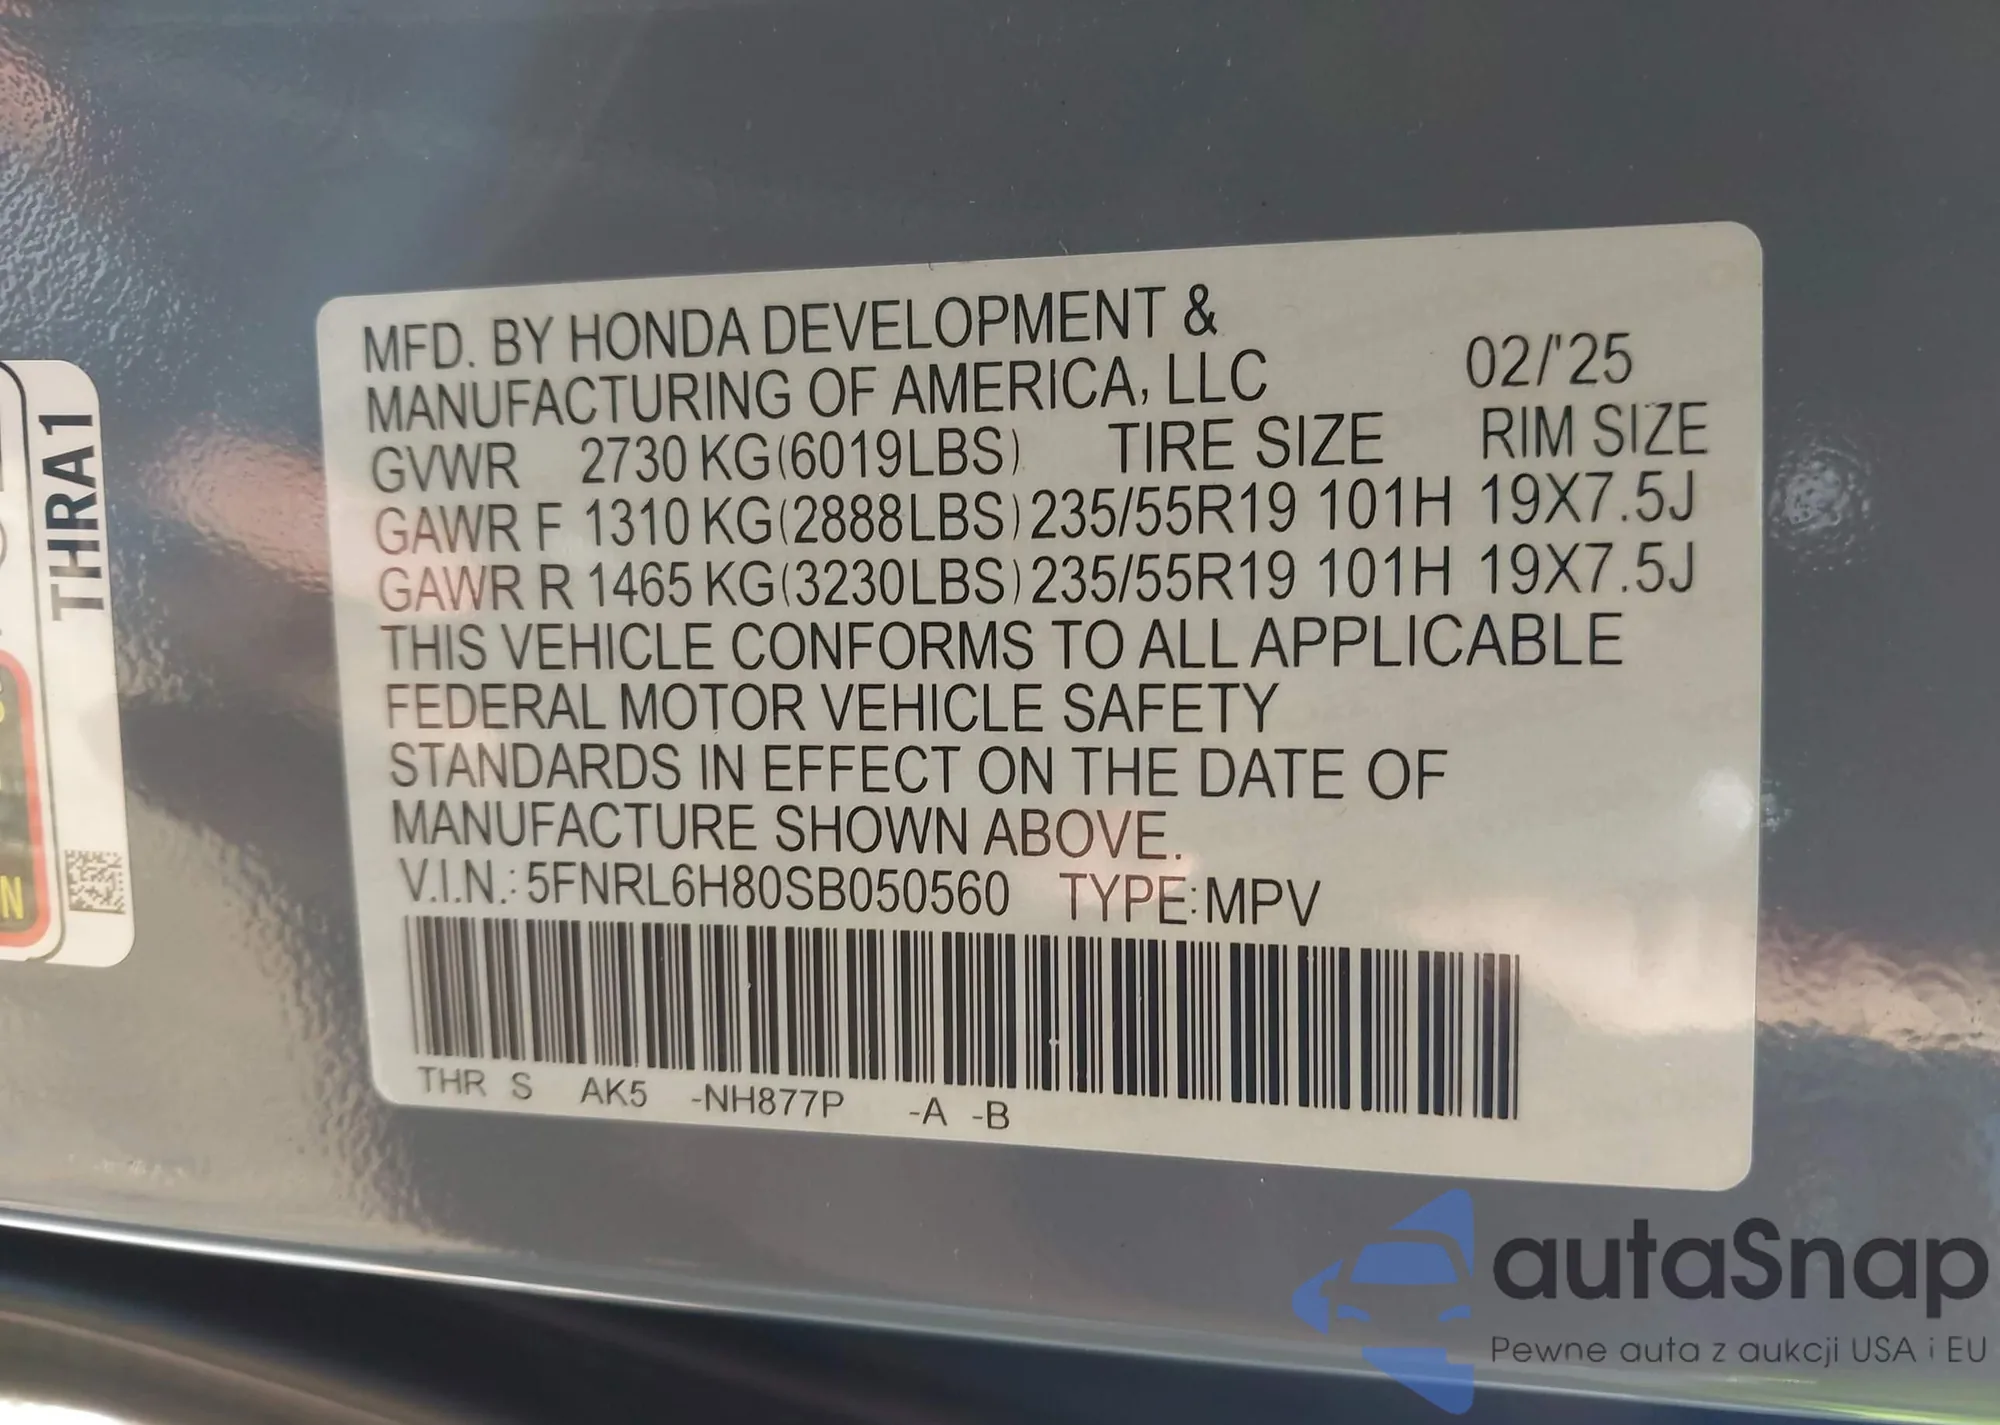 MFD. BY HONDA DEVELOPMENT &
MANUFACTURING OF AMERICA, LLC 02/'25
GVWR 2730 KG(6019LBS) TIRE SIZE RIM SIZE
GAWR F 1310 KG(2888LBS) 235/55R19 101H 19X7.5J
GAWR R 1465 KG(3230LBS) 235/55R19 101H 19X7.5J
THIS VEHICLE CONFORMS TO ALL APPLICABLE
FEDERAL MOTOR VEHICLE SAFETY
STANDARDS IN EFFECT ON THE DATE OF
MANUFACTURE SHOWN ABOVE.
V.I.N.: 5FNRL6H80SB050560 TYPE:MPV
THR S AK5 -NH877P -A -B
THRA1
autaSnap
Pewne auta z aukcji USA i EU